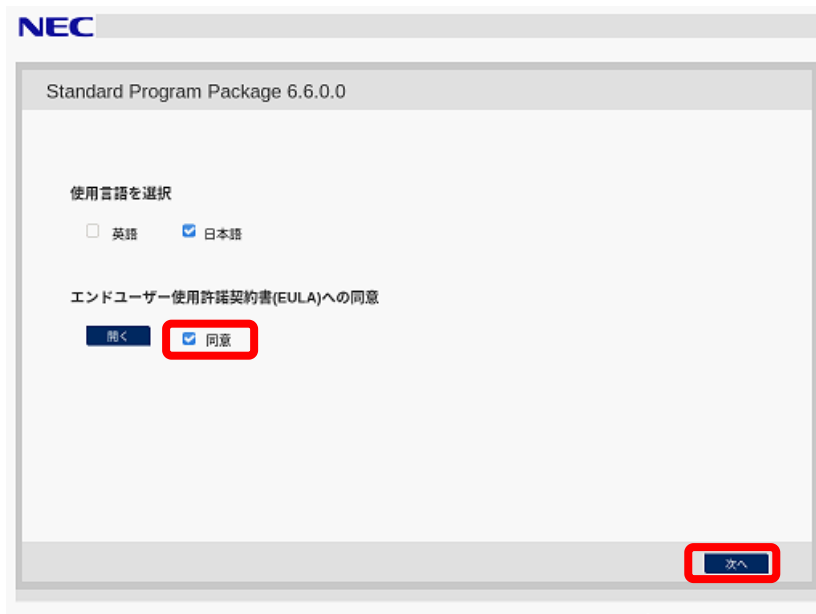 NEC
Standard Program Package 6.6.0.0
使用言語を選択
英語 日本語
エンドユーザー使用許諾契約書(EULA)への同意
開く 同意
次へ